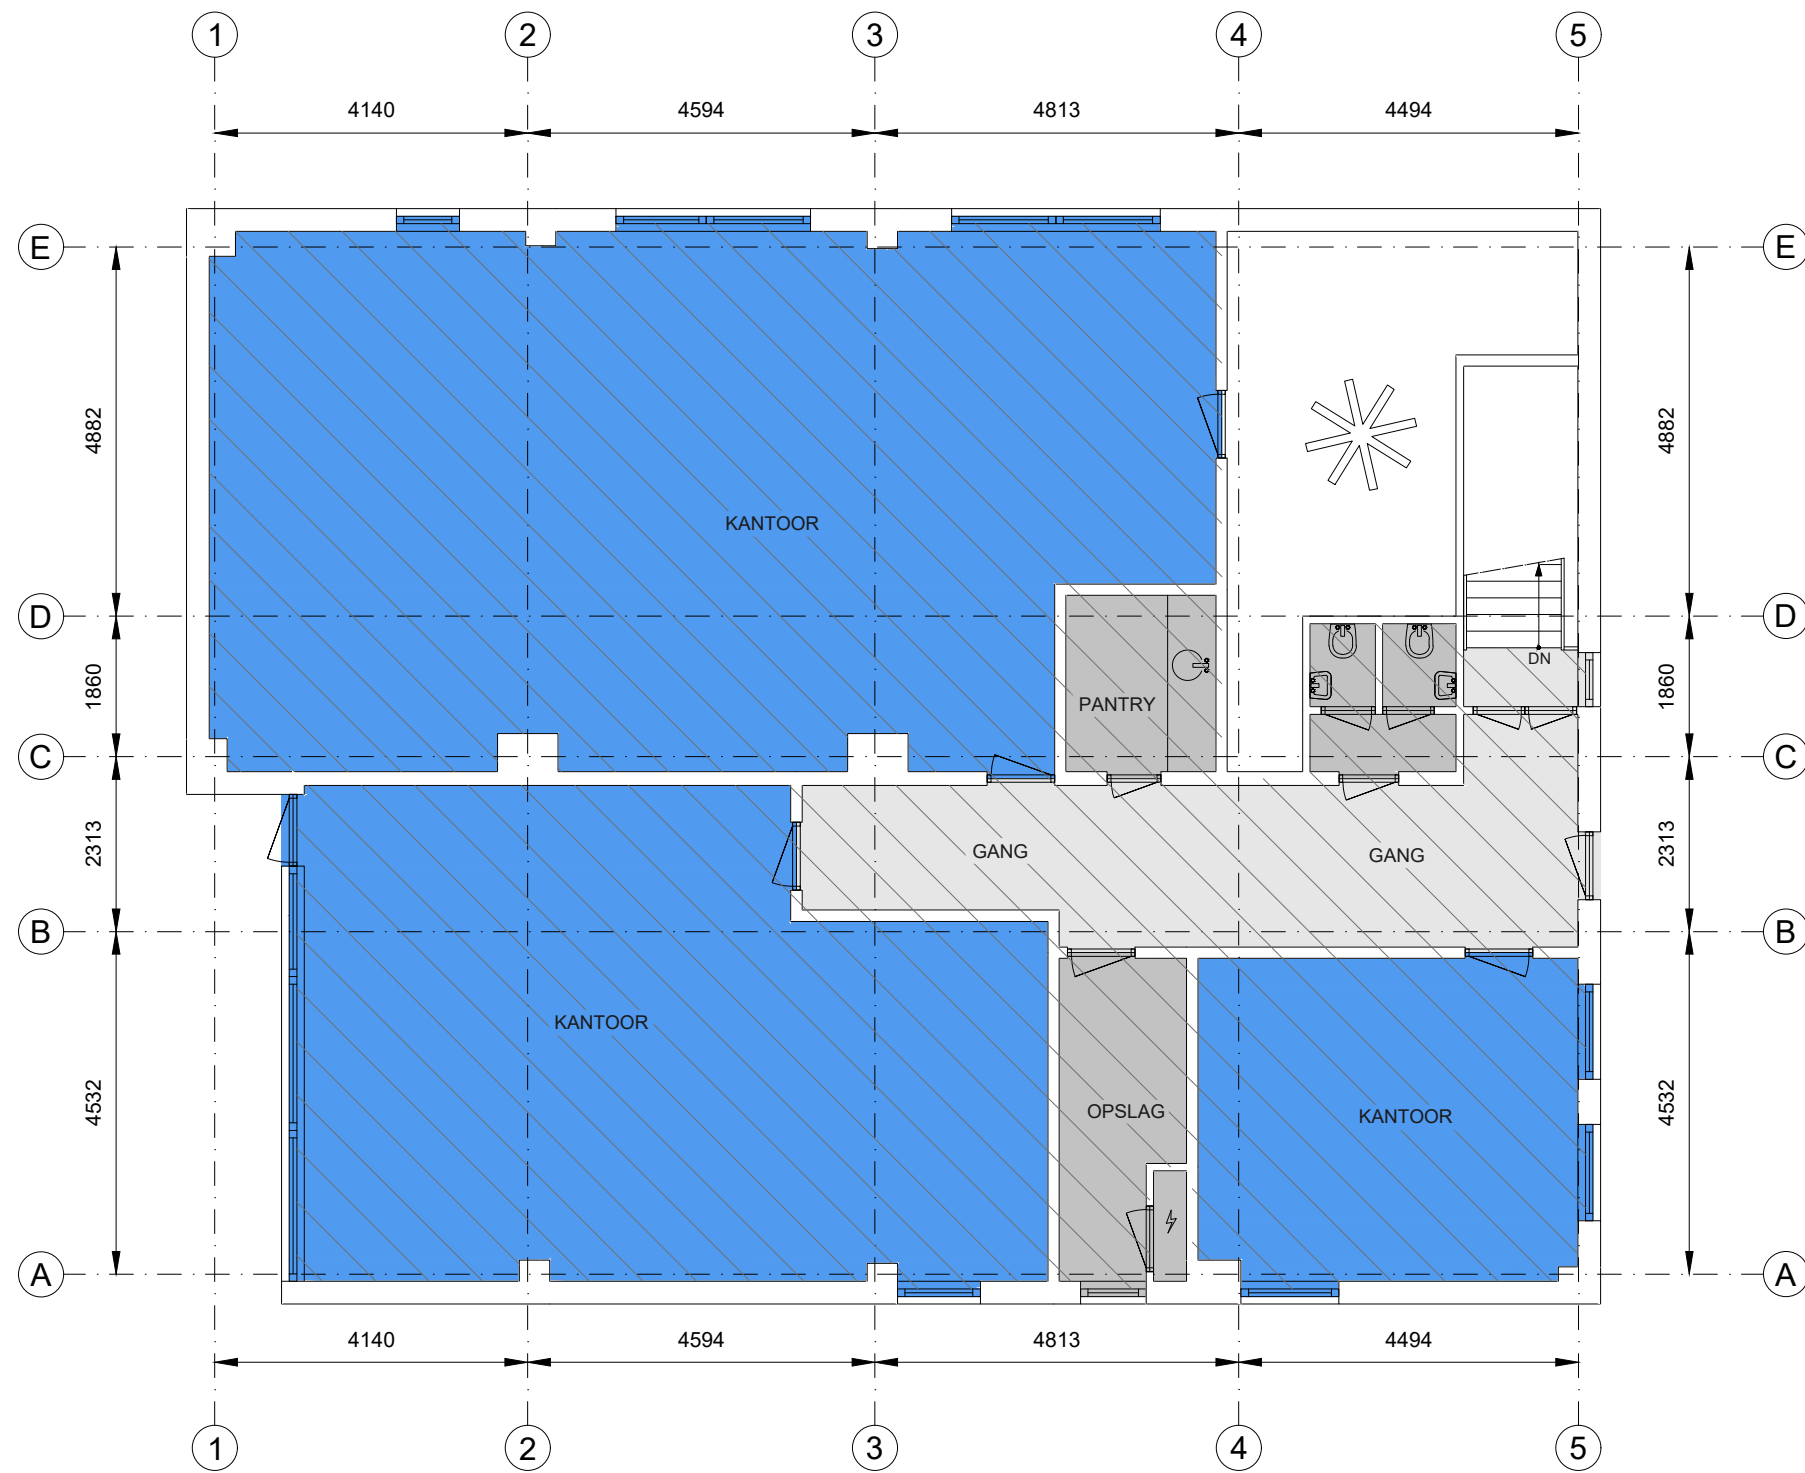 1 2 3 4 5
4140 4594 4813 4494
E E
4882 4882
KANTOOR
D D
DN
1860 1860
PANTRY
C C
2313 2313
GANG GANG
B B
KANTOOR
4532 4532
OPSLAG KANTOOR
A A
4140 4594 4813 4494
1 2 3 4 5